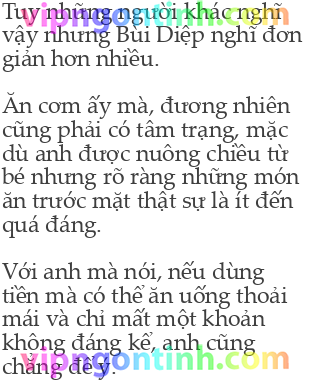 Tuy những người khác nghĩ
vậy nhưng Bùi Diệp nghĩ đơn
giản hơn nhiều.
Ăn cơm ấy mà, đương nhiên
cũng phải có tâm trạng, mặc
dù anh được nuông chiều từ
bé nhưng rõ ràng những món
ăn trước mặt thật sự là ít đến
quá đáng.
Với anh mà nói, nếu dùng
tiền mà có thể ăn uống thoải
mái và chỉ mất một khoản
không đáng kể, anh cũng
chẳng để ý.
vipngontinh.com
vipngontinh.com